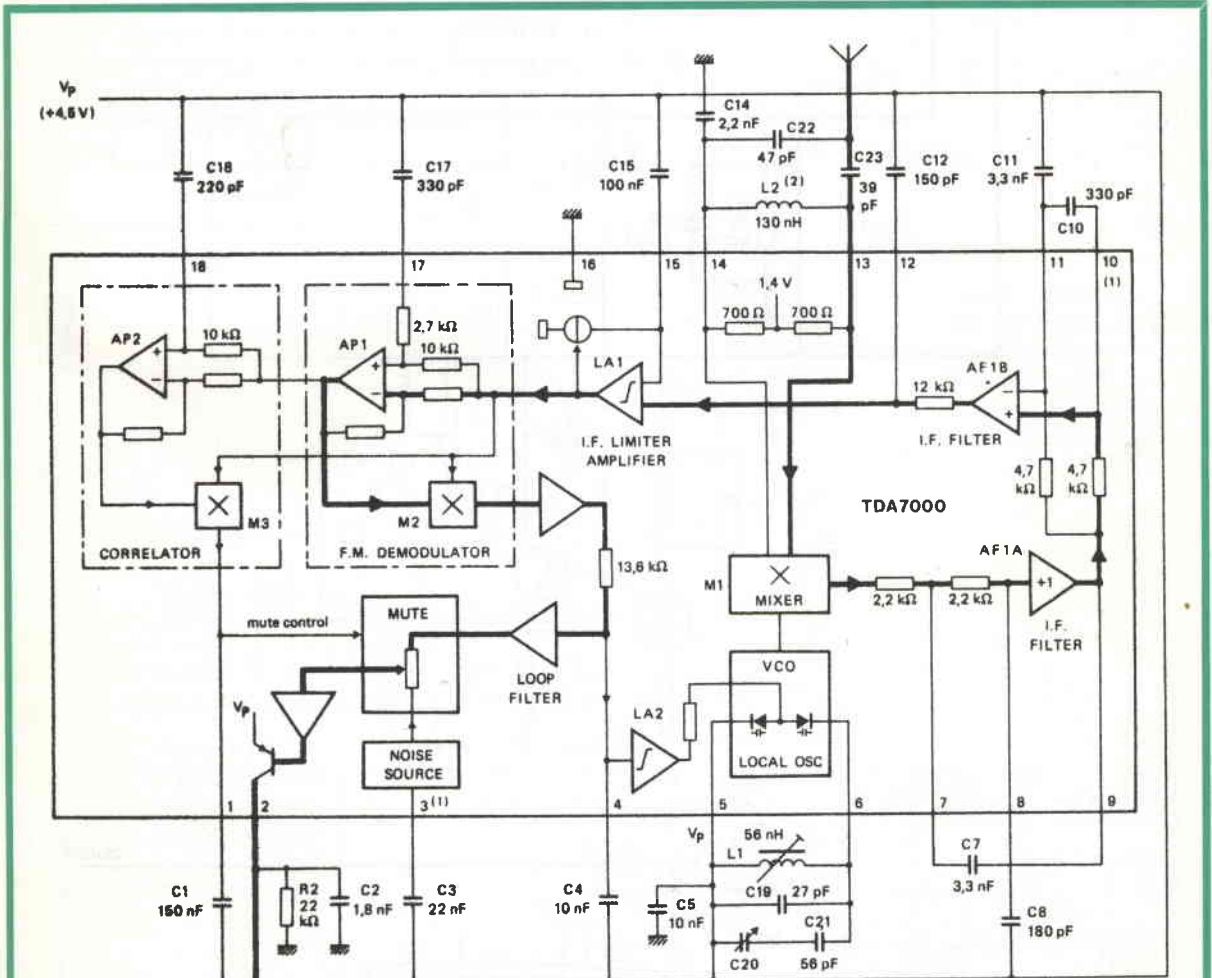 Vp
(+4,5 V)
C18
220 pF
C17
330 pF
C15
100 nF
C14
2,2 nF
C22
47 pF
L2 (2)
130 nH
C23
39
pF
C12
150 pF
C11
3,3 nF
330 pF
C10
18
17
16
15
14
13
12
11
10
(1)
AP2
+
−
10 kΩ
M3
CORRELATOR
2,7 kΩ
AP1
+
−
10 kΩ
M2
F.M. DEMODULATOR
LA1
I.F. LIMITER
AMPLIFIER
1,4 V
700 Ω
700 Ω
12 kΩ
AF1B
−
+
I.F. FILTER
4,7
kΩ
4,7
kΩ
TDA7000
13,6 kΩ
M1
MIXER
2,2 kΩ
2,2 kΩ
AF1A
+1
I.F.
FILTER
mute control
MUTE
LOOP
FILTER
VCO
LOCAL OSC
LA2
Vp
NOISE
SOURCE
1
2
3 (1)
4
5
6
7
8
9
C1
150 nF
R2
22
kΩ
C2
1,8 nF
C3
22 nF
C4
10 nF
C5
10 nF
Vp
56 nH
L1
C19
27 pF
C20
C21
56 pF
C7
3,3 nF
C8
180 pF